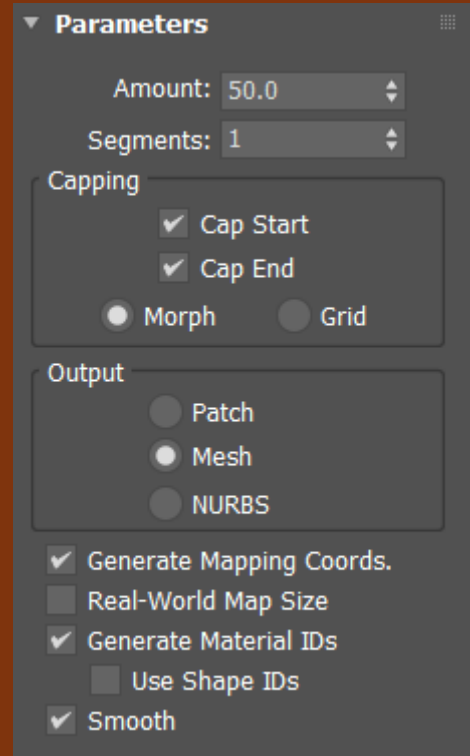 Parameters
Amount: 50.0
Segments: 1
Capping
Cap Start
Cap End
Morph Grid
Output
Patch
Mesh
NURBS
Generate Mapping Coords.
Real-World Map Size
Generate Material IDs
Use Shape IDs
Smooth